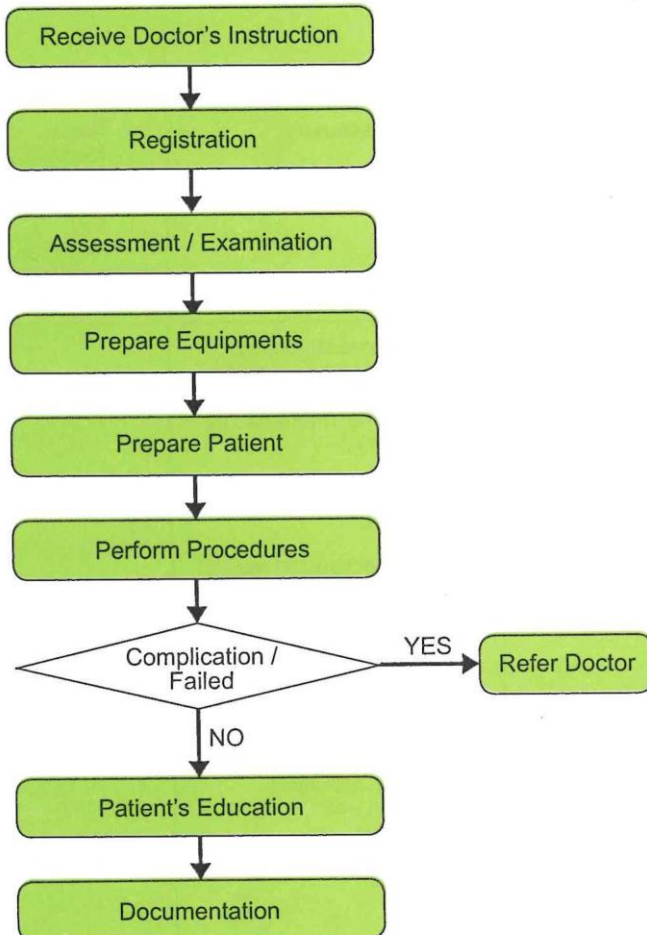 Receive Doctor's Instruction
Registration
Assessment / Examination
Prepare Equipments
Prepare Patient
Perform Procedures
Complication /
Failed
YES
Refer Doctor
NO
Patient's Education
Documentation